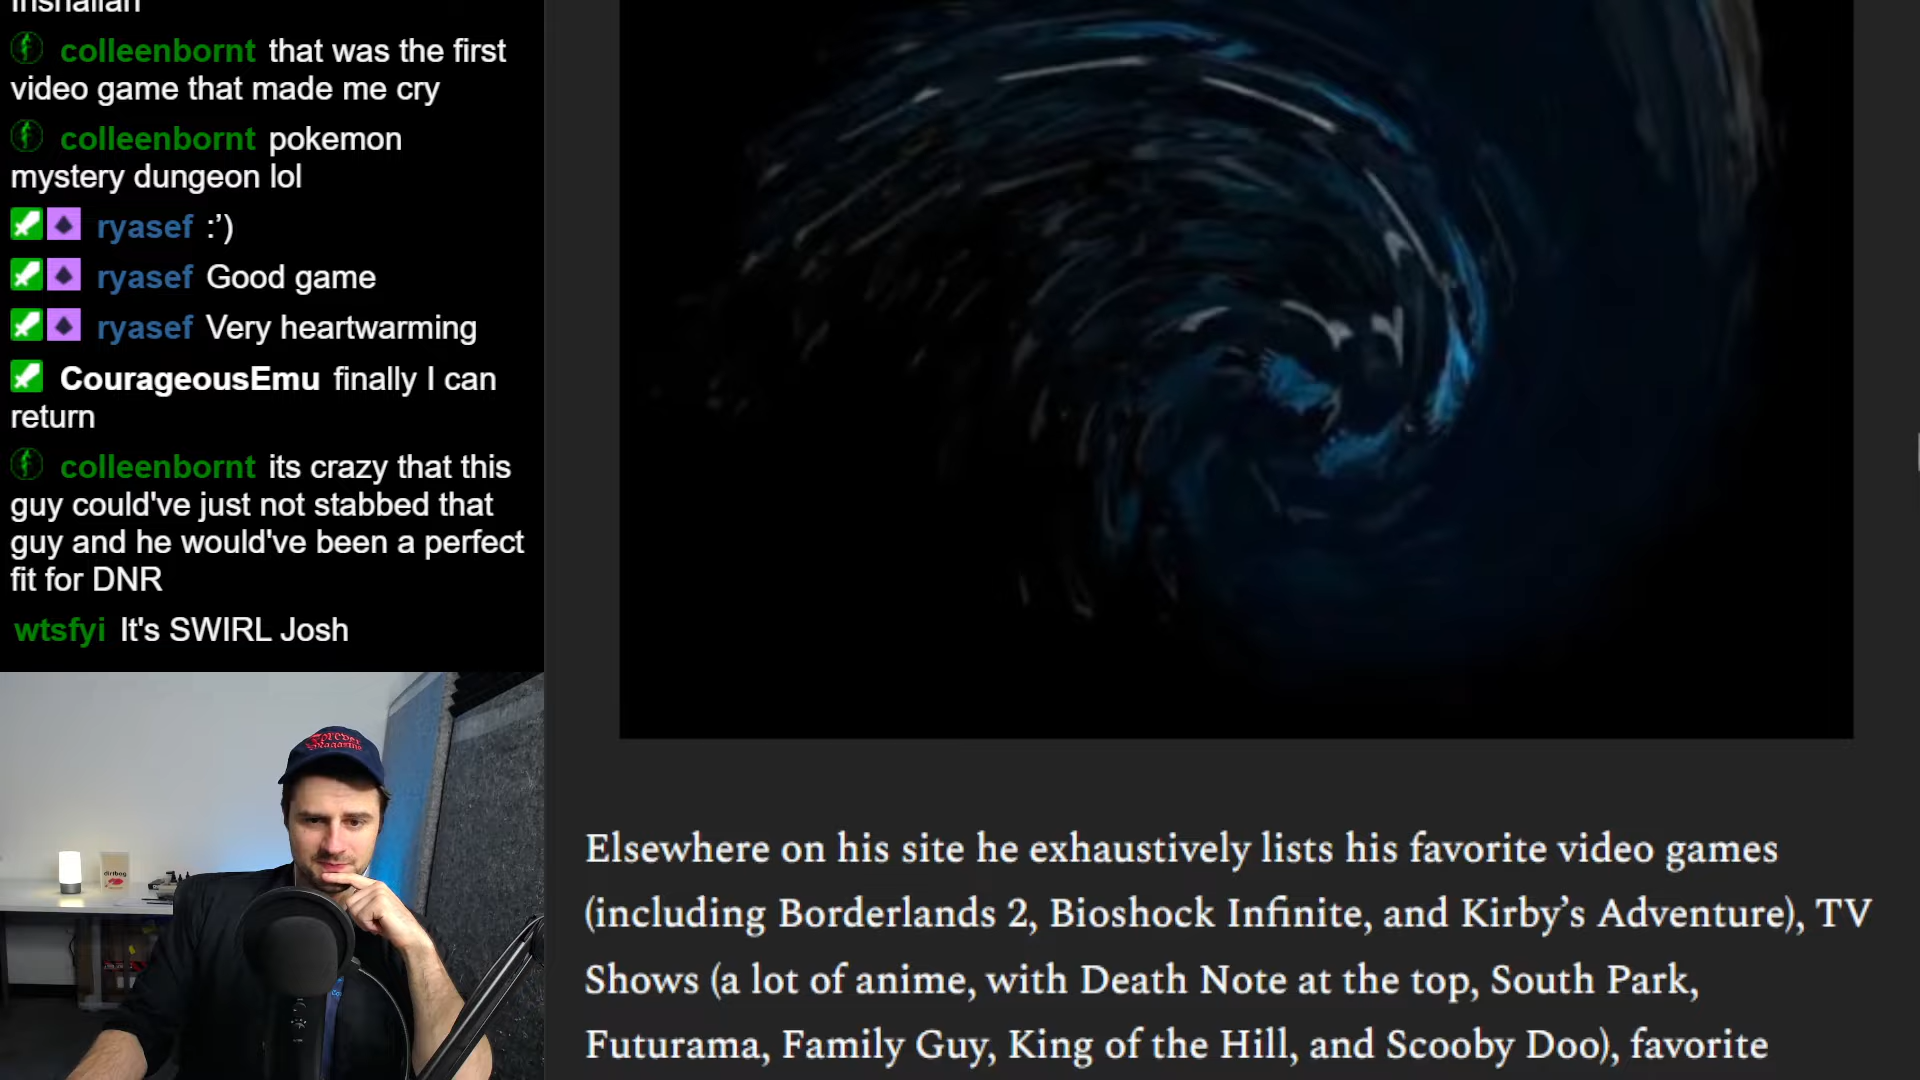 colleenbornt that was the first
video game that made me cry
colleenbornt pokemon
mystery dungeon lol
ryasef :’)
ryasef Good game
ryasef Very heartwarming
CourageousEmu finally I can
return
colleenbornt its crazy that this
guy could've just not stabbed that
guy and he would've been a perfect
fit for DNR
wtsfyi It's SWIRL Josh
Forever
Magazine
dirtbag
Elsewhere on his site he exhaustively lists his favorite video games
(including Borderlands 2, Bioshock Infinite, and Kirby’s Adventure), TV
Shows (a lot of anime, with Death Note at the top, South Park,
Futurama, Family Guy, King of the Hill, and Scooby Doo), favorite